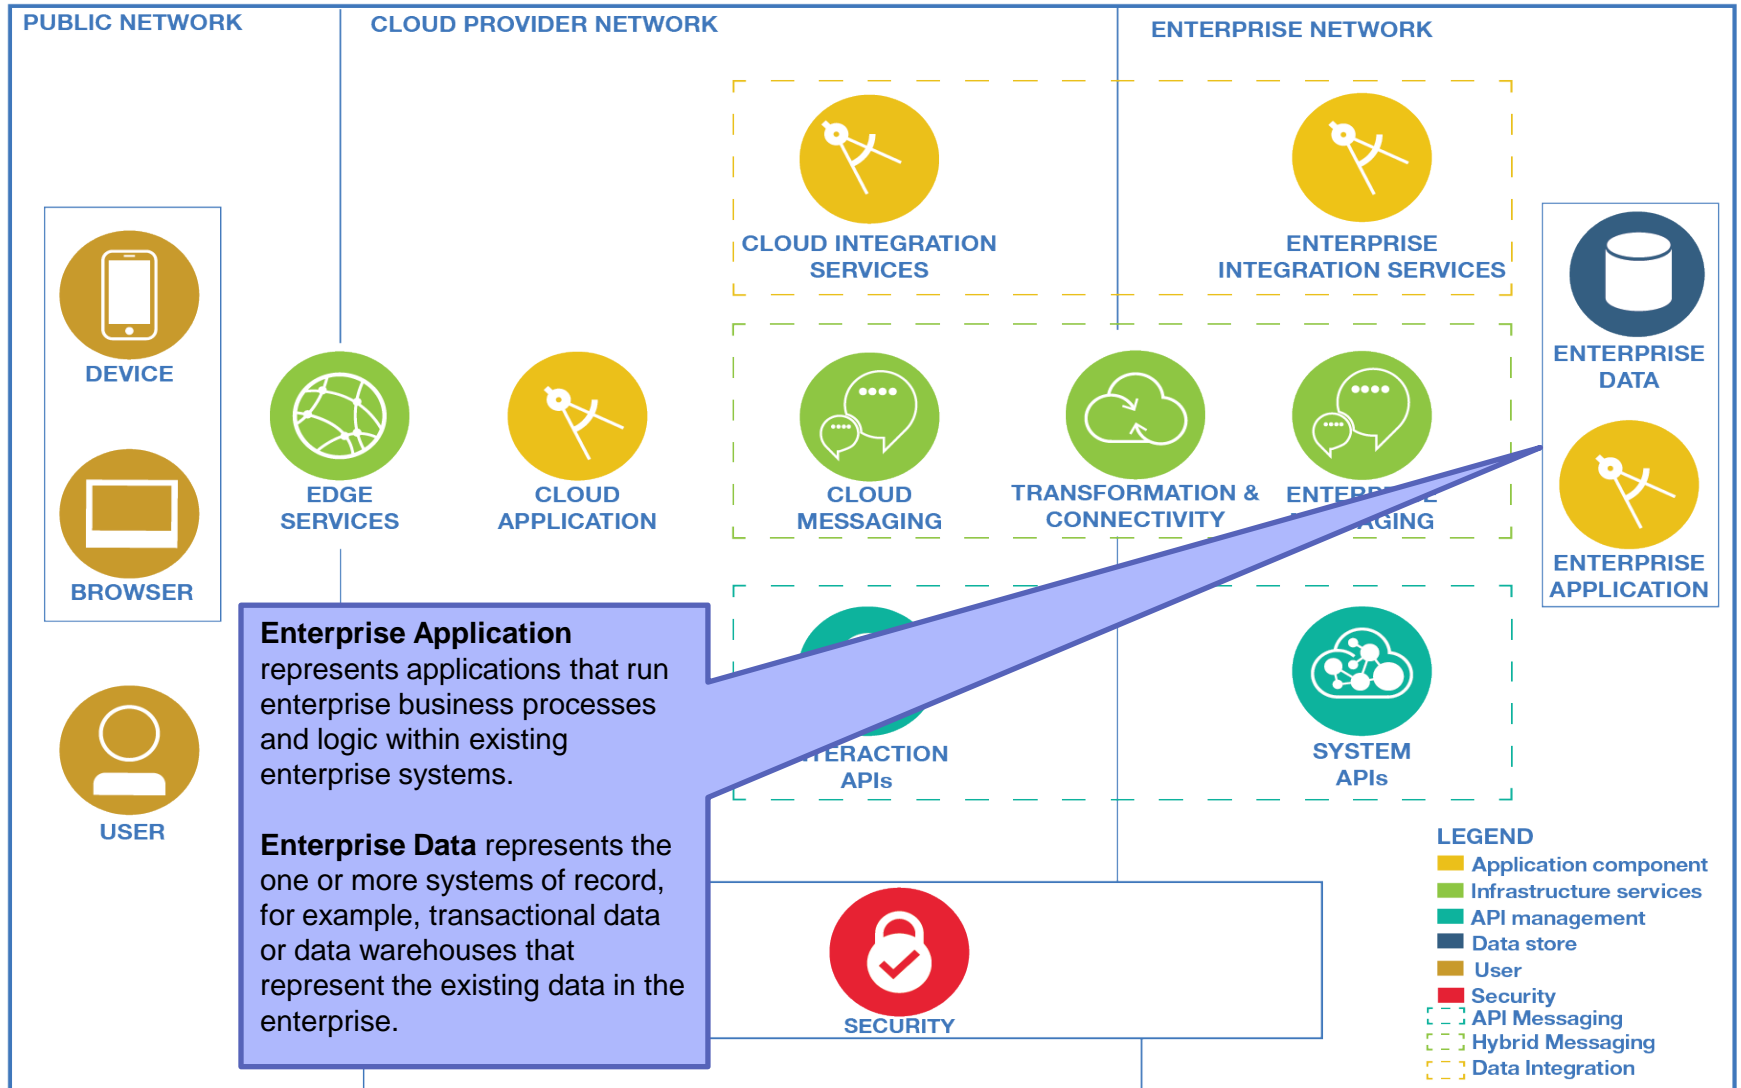 PUBLIC NETWORK
CLOUD PROVIDER NETWORK
ENTERPRISE NETWORK
CLOUD INTEGRATION
SERVICES
ENTERPRISE
INTEGRATION SERVICES
DEVICE
BROWSER
USER
EDGE
SERVICES
CLOUD
APPLICATION
CLOUD
MESSAGING
TRANSFORMATION &
CONNECTIVITY
ENTERPRISE
DATA
ENTERPRISE
APPLICATION
APIs
SYSTEM
APIs
Enterprise Application
represents applications that run
enterprise business processes
and logic within existing
enterprise systems.
Enterprise Data represents the
one or more systems of record,
for example, transactional data
or data warehouses that
represent the existing data in the
enterprise.
SECURITY
LEGEND
Application component
Infrastructure services
API management
Data store
User
Security
API Messaging
Hybrid Messaging
Data Integration